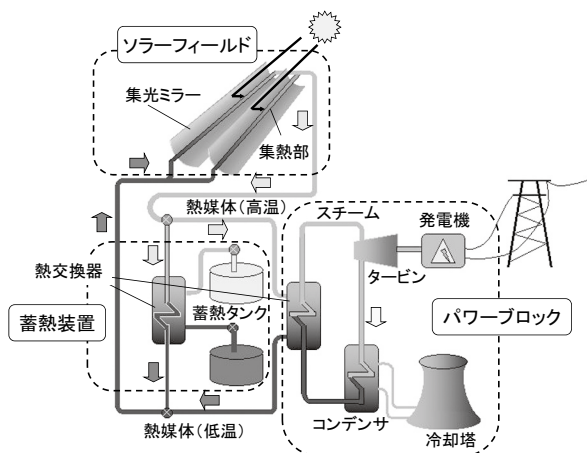 ソラーフィールド
集光ミラー
集熱部
熱媒体(高温)
スチーム
発電機
タービン
熱交換器
蓄熱タンク
蓄熱装置
パワーブロック
熱媒体(低温)
コンデンサ
冷却塔